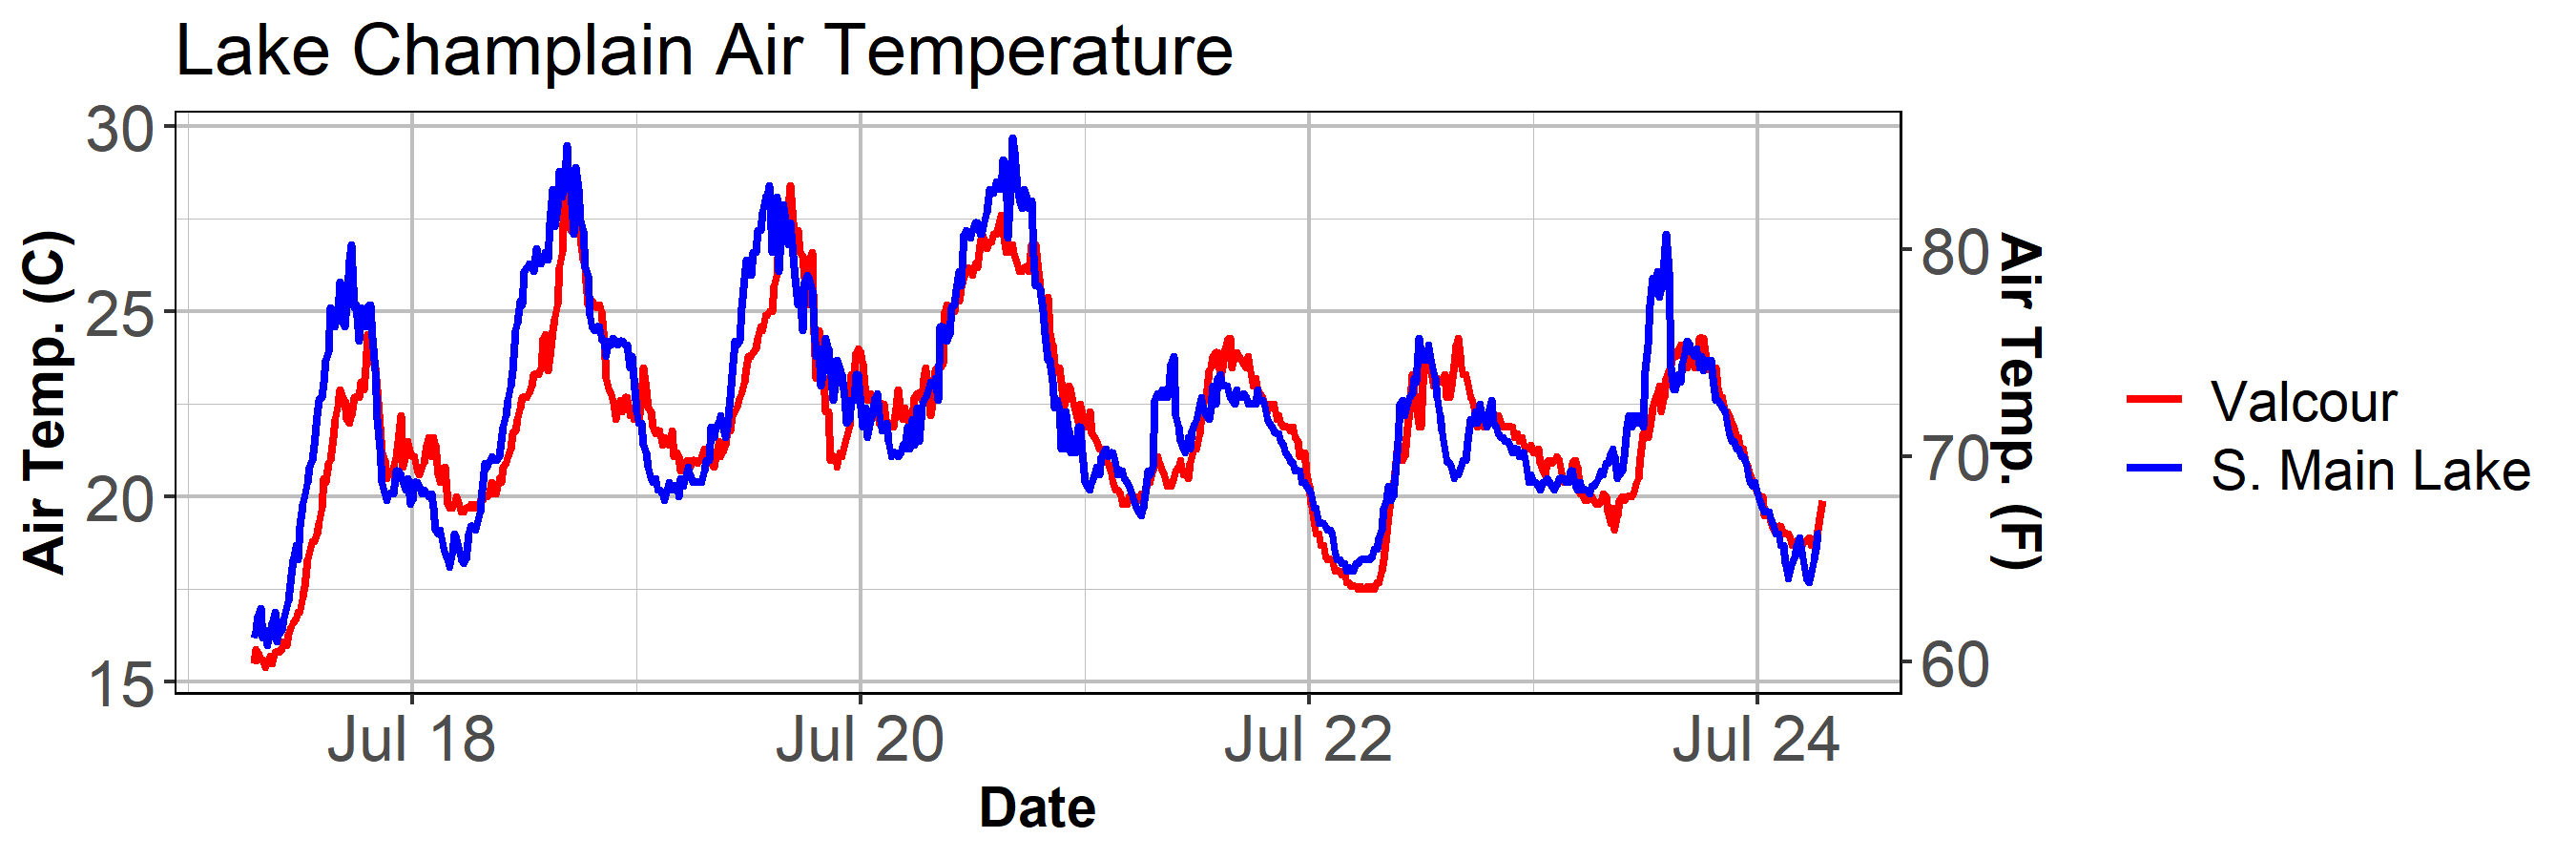 Lake Champlain Air Temperature
Air Temp. (C)
30
25
20
15
Jul 18
Jul 20
Jul 22
Jul 24
Date
80
70
60
Air Temp. (F)
Valcour
S. Main Lake